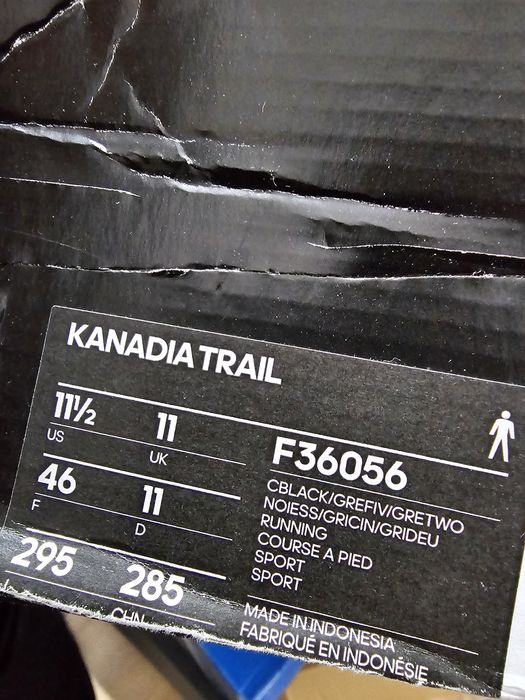 KANADIA TRAIL
11½ 11
US UK
46 11
F D
295 285
J CHN
F36056
CBLACK/GREFIV/GRETWO
NOIESS/GRICIN/GRIDEU
RUNNING
COURSE A PIED
SPORT
SPORT
MADE IN INDONESIA
FABRIQUÉ EN INDONÉSIE